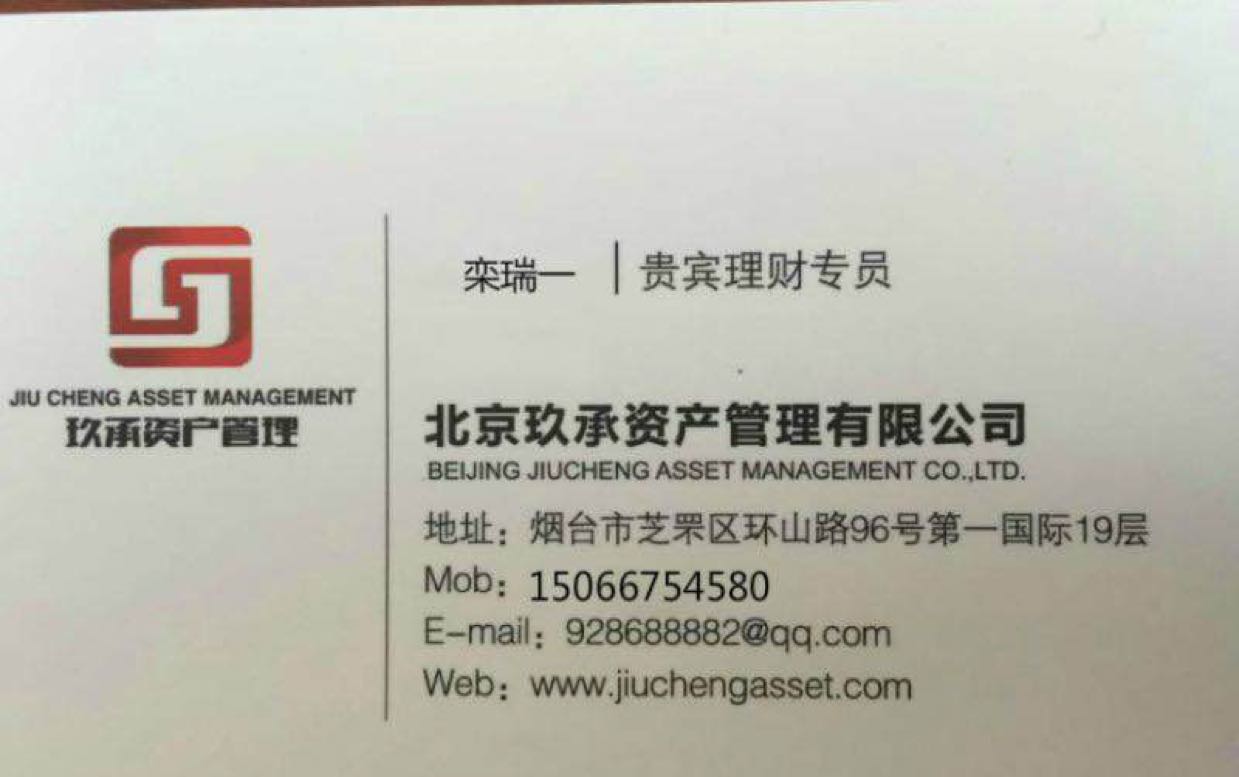 JIU CHENG ASSET MANAGEMENT
玖承资产管理
栾瑞一 | 贵宾理财专员
北京玖承资产管理有限公司
BEIJING JIUCHENG ASSET MANAGEMENT CO.,LTD.
地址：烟台市芝罘区环山路96号第一国际19层
Mob：15066754580
E-mail：928688882@qq.com
Web：www.jiuchengasset.com